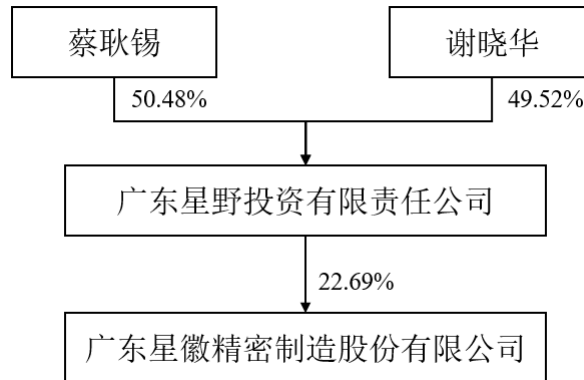 蔡耿锡
谢晓华
50.48%
49.52%
广东星野投资有限责任公司
22.69%
广东星徽精密制造股份有限公司